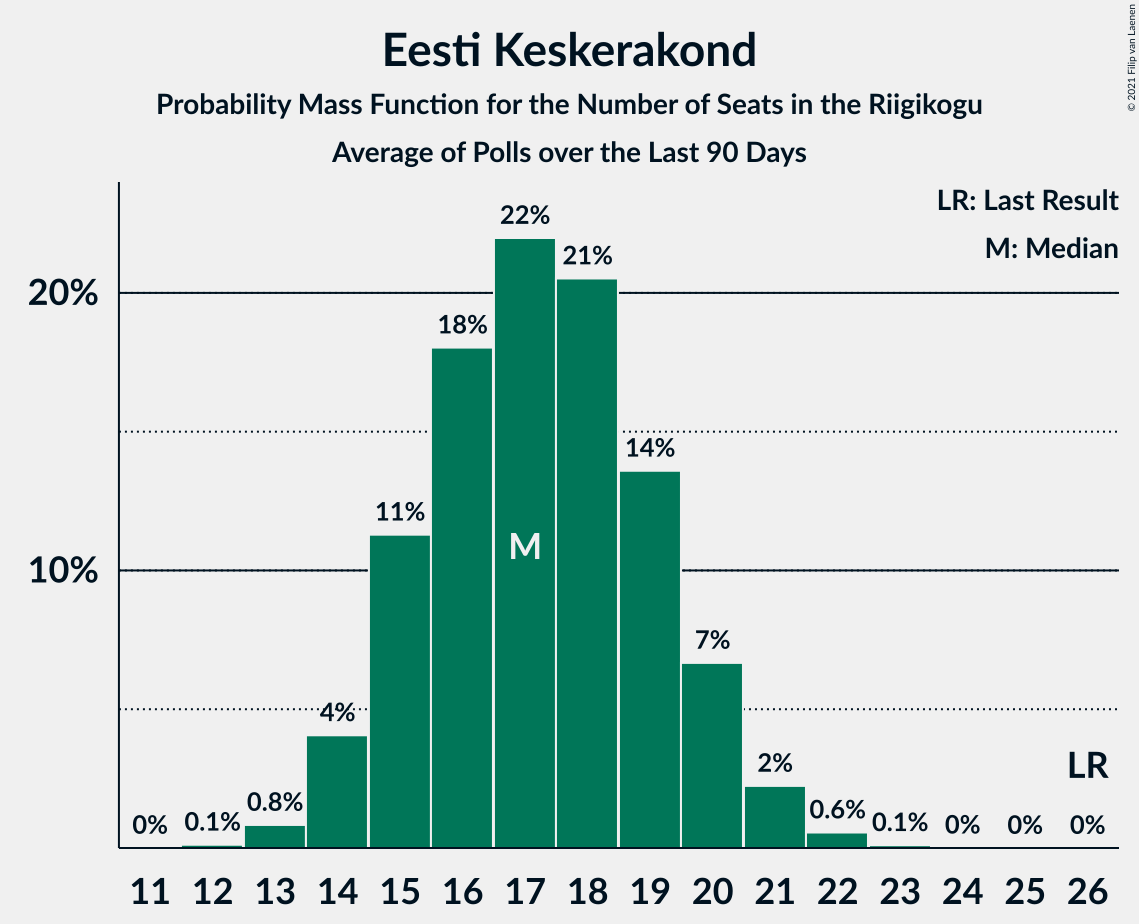 Eesti Keskerakond
Probability Mass Function for the Number of Seats in the Riigikogu
Average of Polls over the Last 90 Days
© 2021 Filip van Laenen
LR: Last Result
M: Median
20%
10%
0%
0.1%
0.8%
4%
11%
18%
22%
21%
14%
7%
2%
0.6%
0.1%
0%
0%
0%
M
LR
11 12 13 14 15 16 17 18 19 20 21 22 23 24 25 26